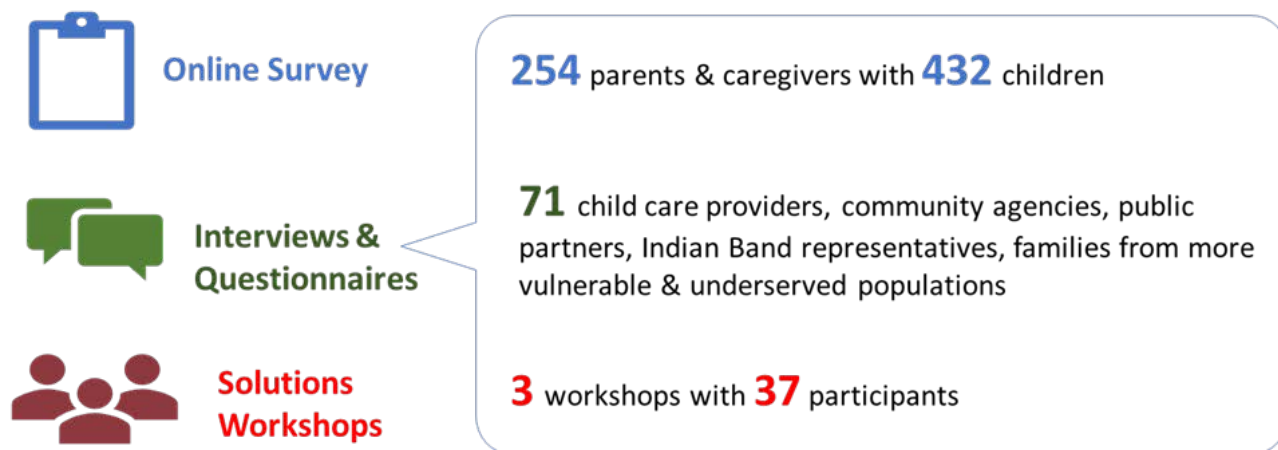 Online Survey
254 parents & caregivers with 432 children
Interviews &
Questionnaires
71 child care providers, community agencies, public
partners, Indian Band representatives, families from more
vulnerable & underserved populations
Solutions
Workshops
3 workshops with 37 participants